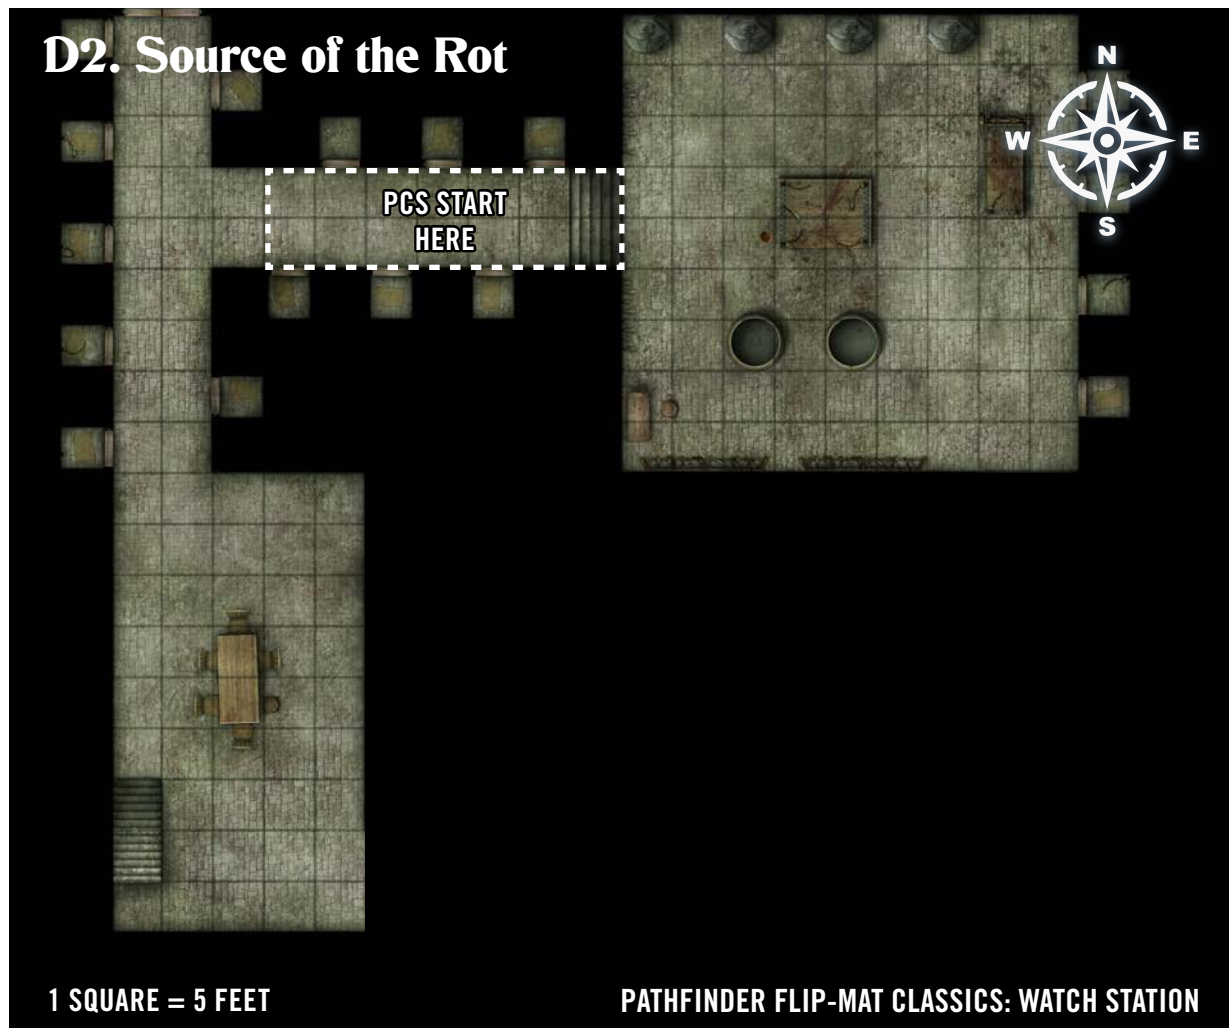 D2. Source of the Rot
N
W
E
S
PCS START
HERE
1 SQUARE = 5 FEET
PATHFINDER FLIP-MAT CLASSICS: WATCH STATION